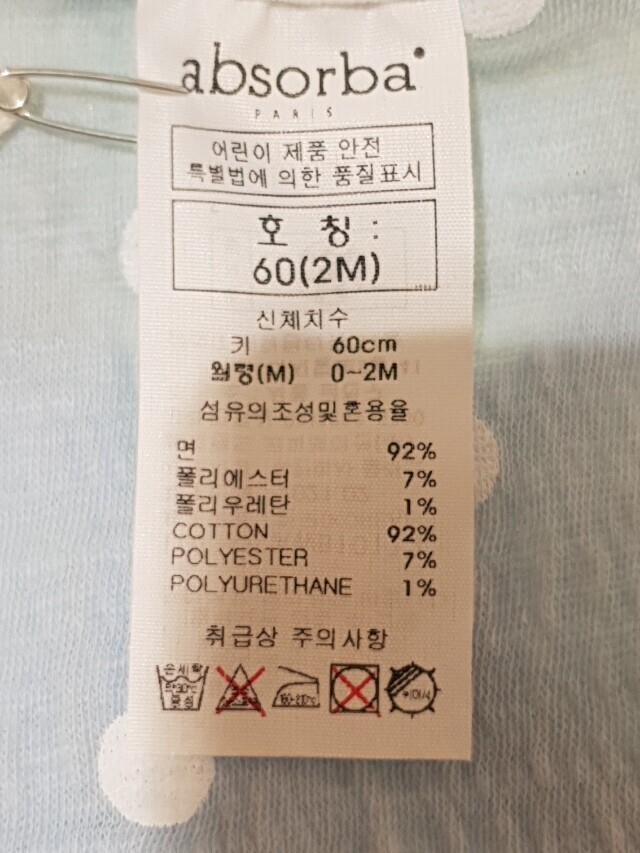 absorba
PARIS
어린이 제품 안전
특별법에 의한 품질표시
호 칭 :
60(2M)
신체치수
키 60cm
월령(M) 0~2M
섬유의조성및혼용율
면 92%
폴리에스터 7%
폴리우레탄 1%
COTTON 92%
POLYESTER 7%
POLYURETHANE 1%
취급상 주의사항
손세탁